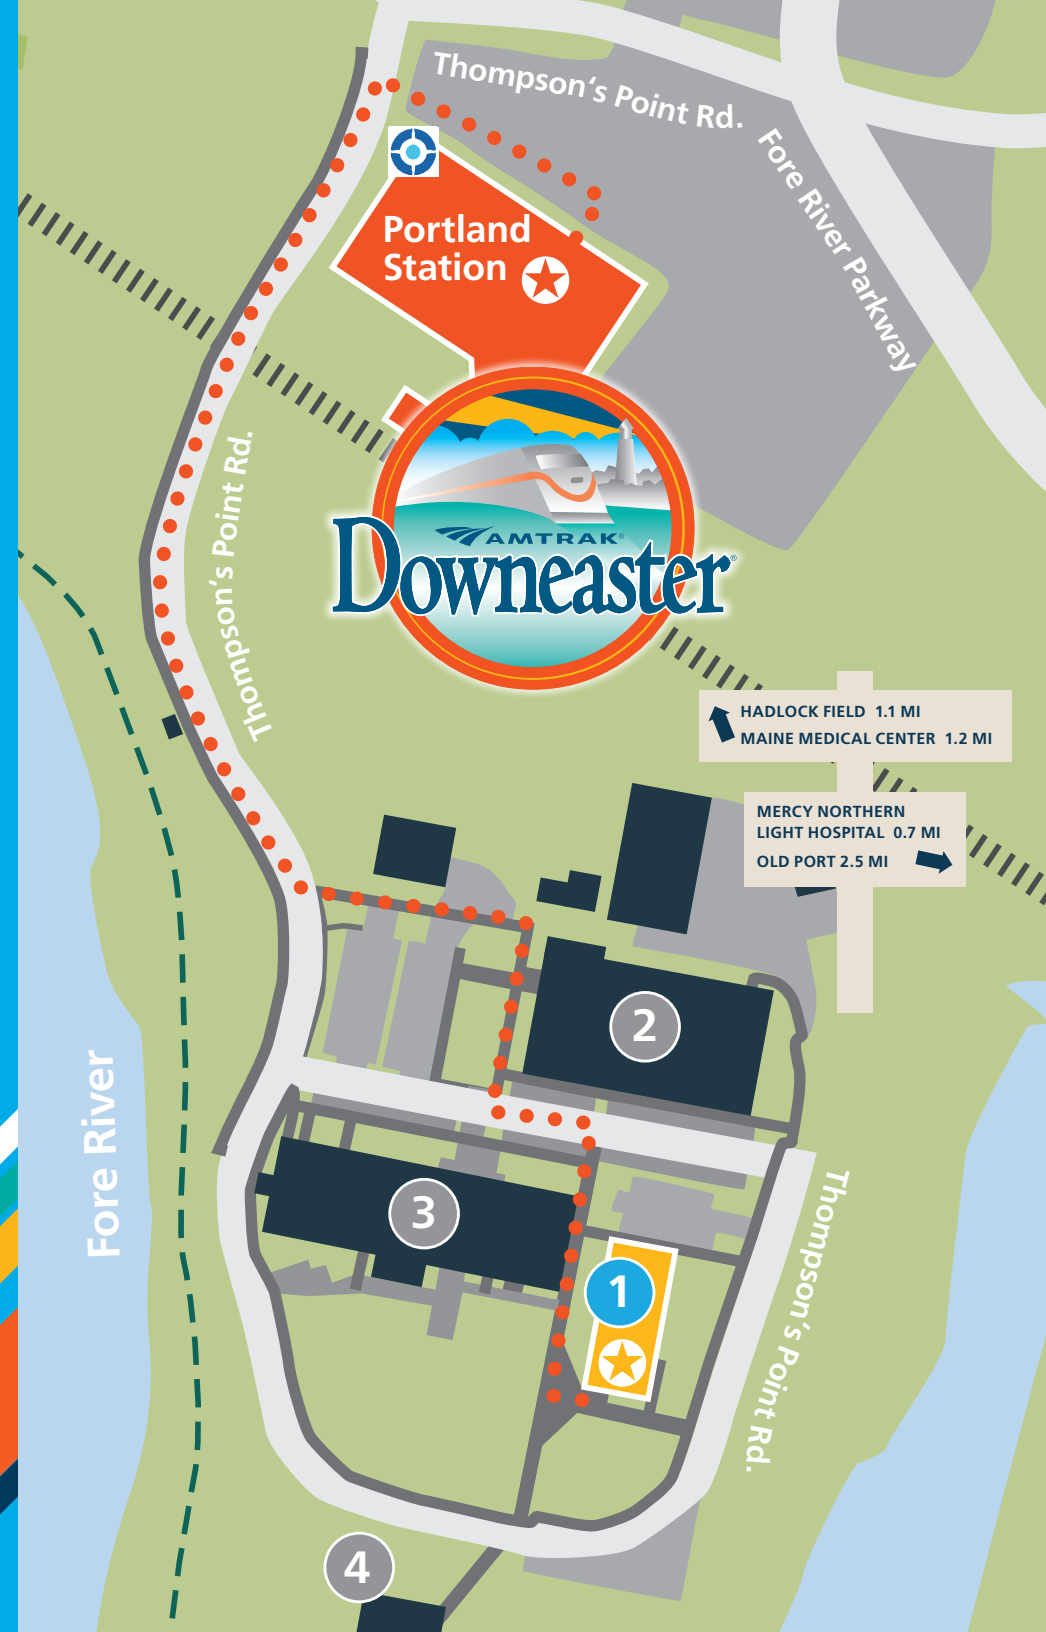 Thompson's Point Rd.
Fore River Parkway
Portland
Station
Thompson's Point Rd.
AMTRAK®
Downeaster®
HADLOCK FIELD 1.1 MI
MAINE MEDICAL CENTER 1.2 MI
MERCY NORTHERN
LIGHT HOSPITAL 0.7 MI
OLD PORT 2.5 MI
2
Fore River
3
Thompson's Point Rd.
1
4